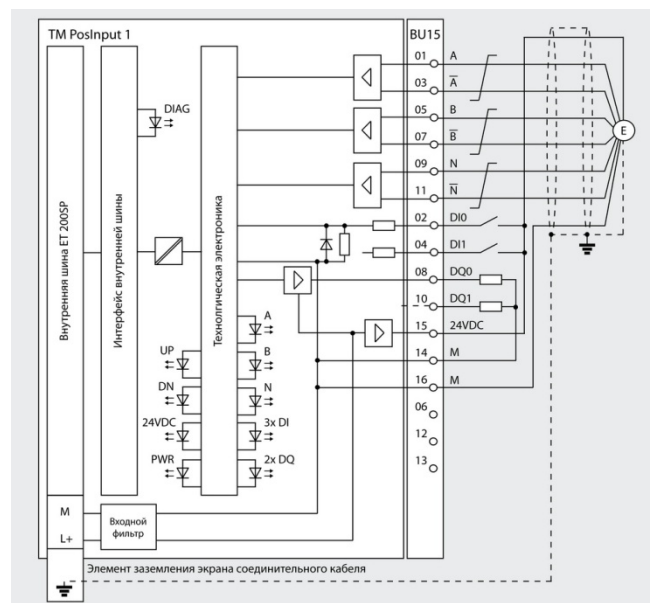 TM PosInput 1
BU15
Внутренняя шина ET 200SP
Интерфейс внутренней шины
DIAG
Технолгическая электроника
01 A
03 A
05 B
07 B
09 N
11 N
E
02 DI0
04 DI1
08 DQ0
10 DQ1
15 24VDC
14 M
16 M
06
12
13
A
UP B
DN N
24VDC 3x DI
PWR 2x DQ
M
L+
Входной
фильтр
Элемент заземления экрана соединительного кабеля